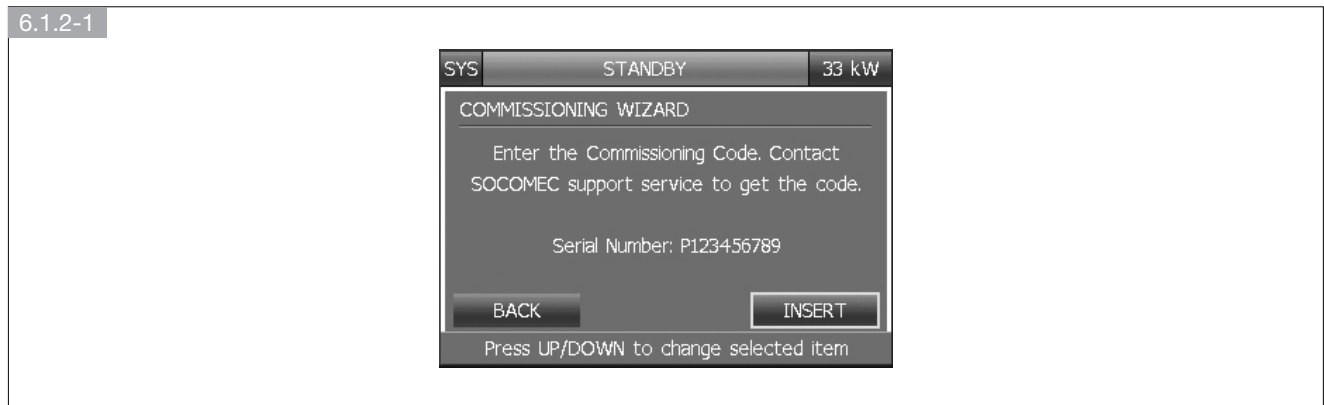 6.1.2-1
SYS STANDBY 33 kW
COMMISSIONING WIZARD
Enter the Commissioning Code. Contact
SOCOMEC support service to get the code.
Serial Number: P123456789
BACK INSERT
Press UP/DOWN to change selected item